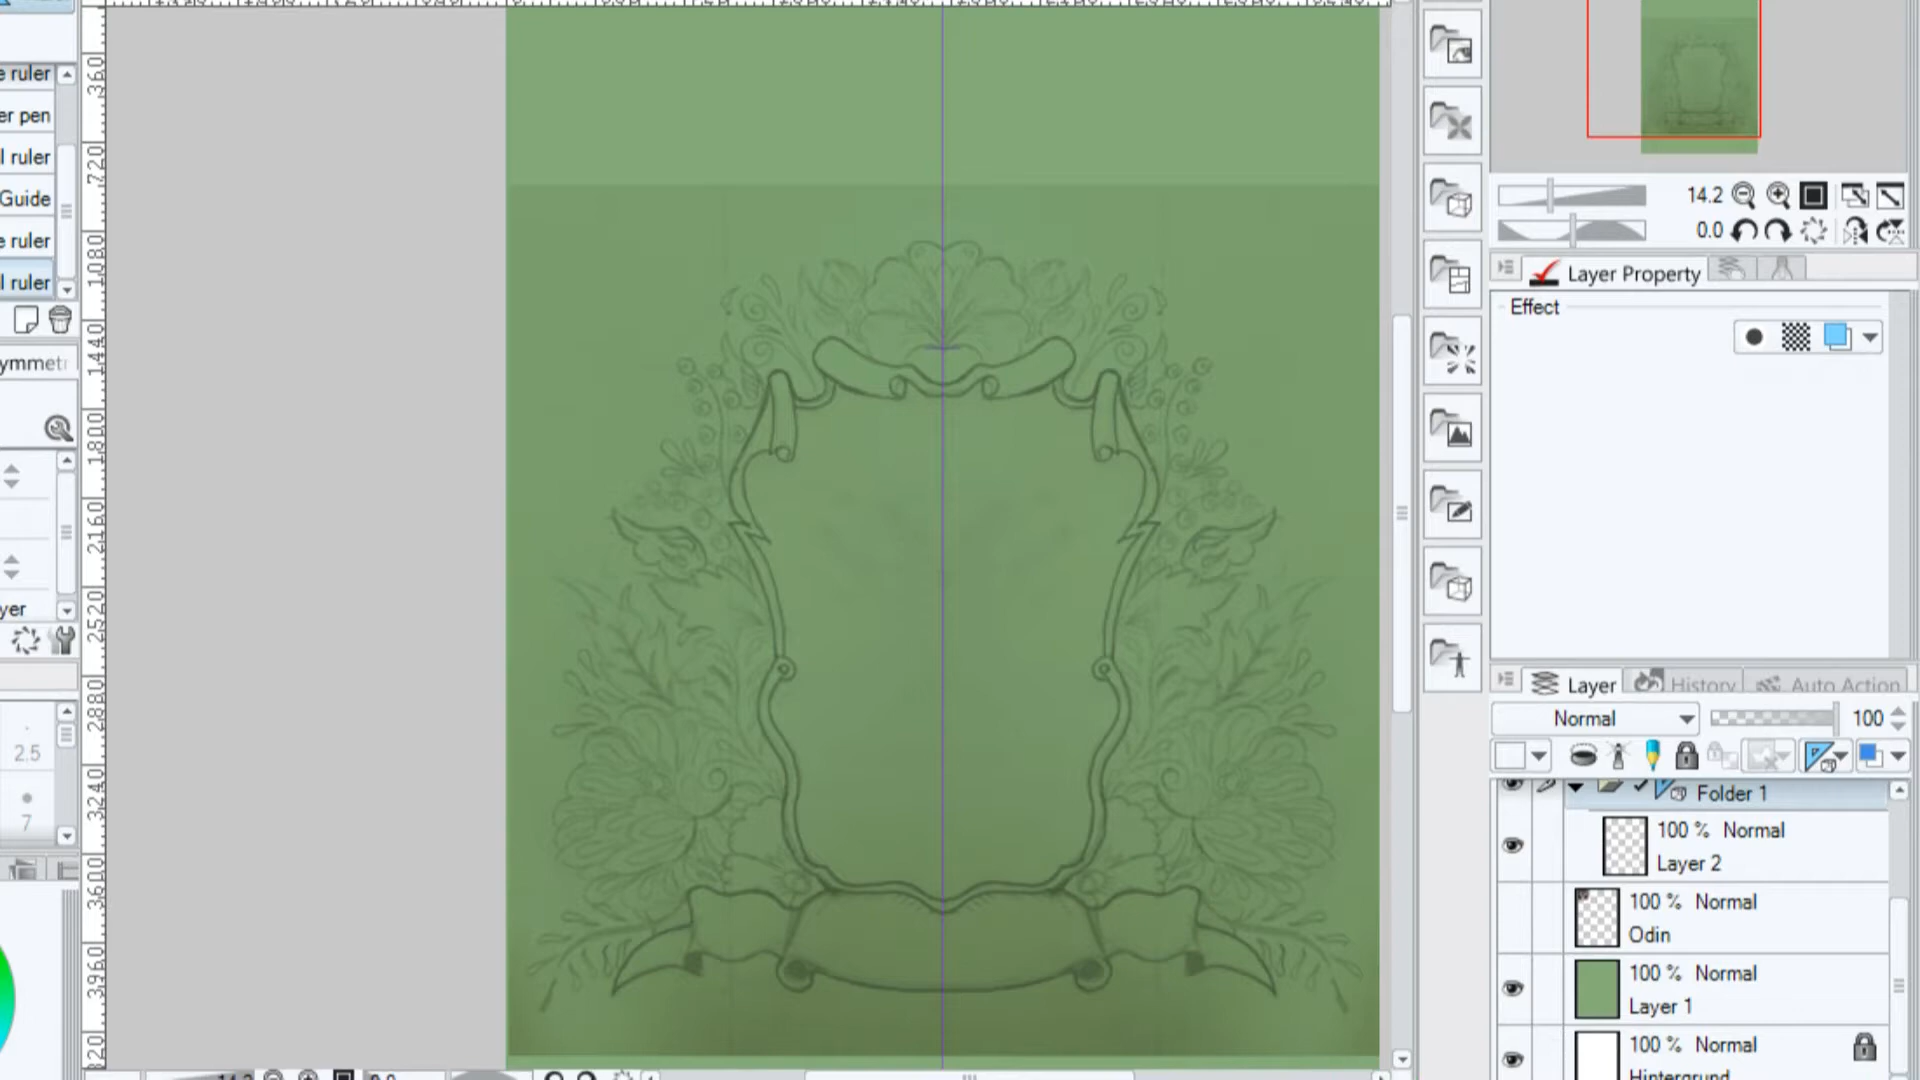 e ruler
er pen
l ruler
Guide
e ruler
l ruler
ymmetr
yer
2.5
7
360
720
1080
1440
1800
2160
2520
2880
3240
3600
3960
320
14.2
0.0
Layer Property
Effect
Layer
History
Auto Action
Normal
100
Folder 1
100 % Normal
Layer 2
100 % Normal
Odin
100 % Normal
Layer 1
100 % Normal
Hintergrund